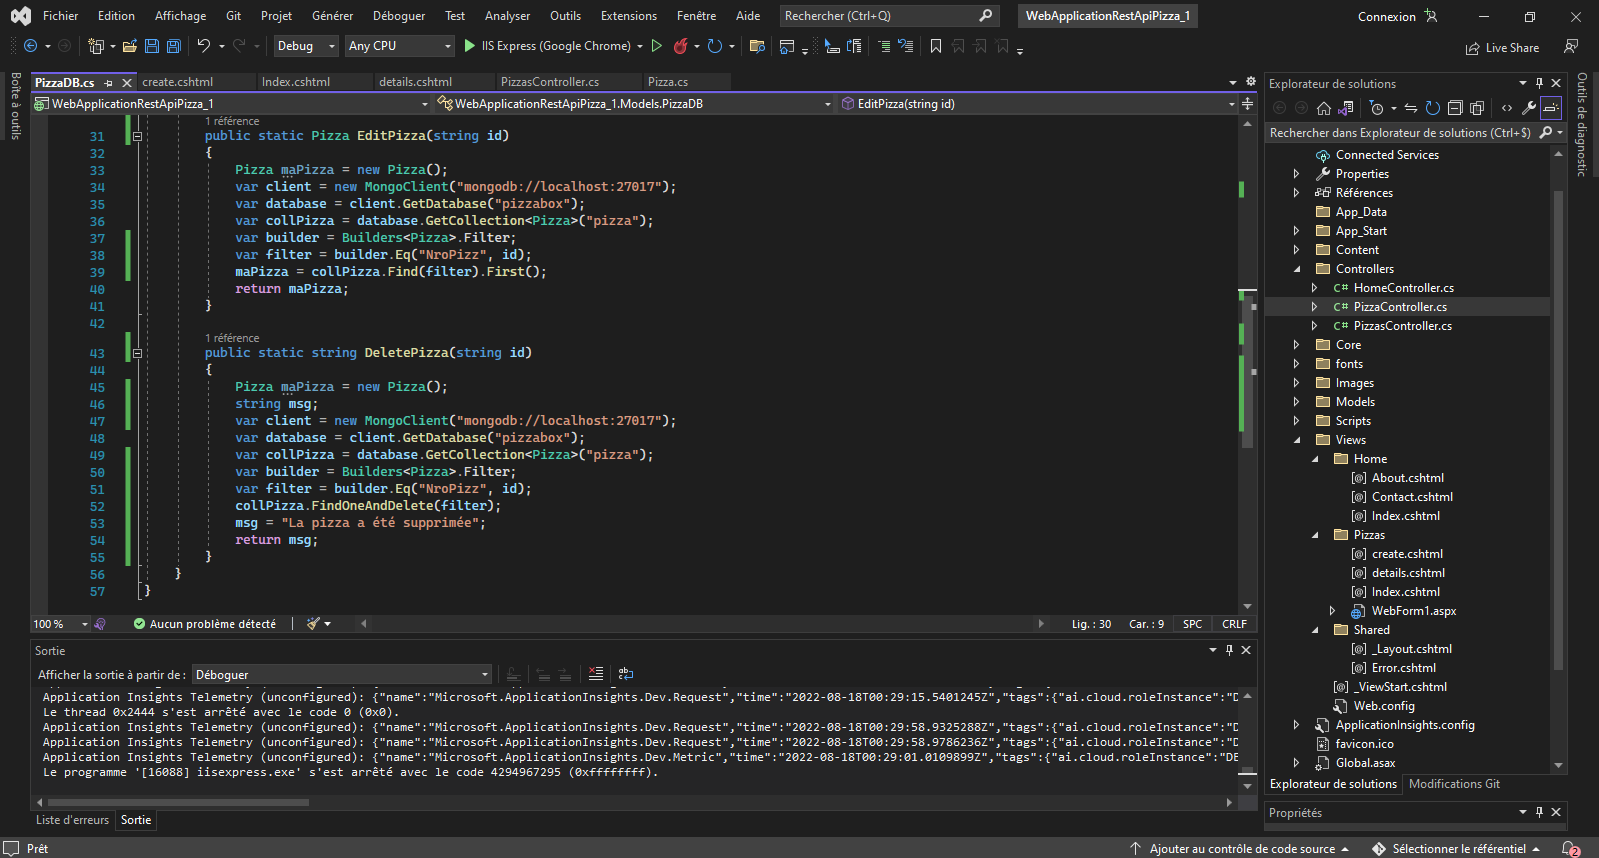 Fichier Edition Affichage Git Projet Générer Déboguer Test Analyser Outils Extensions Fenêtre Aide Rechercher (Ctrl+Q) WebApplicationRestApiPizza_1 Connexion
Debug Any CPU IIS Express (Google Chrome) Live Share
Boîte à outils
PizzaDB.cs create.cshtml Index.cshtml details.cshtml PizzasController.cs Pizza.cs
WebApplicationRestApiPizza_1 WebApplicationRestApiPizza_1.Models.PizzaDB EditPizza(string id)
1 référence
31 public static Pizza EditPizza(string id)
32 {
33 Pizza maPizza = new Pizza();
34 var client = new MongoClient("mongodb://localhost:27017");
35 var database = client.GetDatabase("pizzabox");
36 var collPizza = database.GetCollection<Pizza>("pizza");
37 var builder = Builders<Pizza>.Filter;
38 var filter = builder.Eq("NroPizz", id);
39 maPizza = collPizza.Find(filter).First();
40 return maPizza;
41 }
42
1 référence
43 public static string DeletePizza(string id)
44 {
45 Pizza maPizza = new Pizza();
46 string msg;
47 var client = new MongoClient("mongodb://localhost:27017");
48 var database = client.GetDatabase("pizzabox");
49 var collPizza = database.GetCollection<Pizza>("pizza");
50 var builder = Builders<Pizza>.Filter;
51 var filter = builder.Eq("NroPizz", id);
52 collPizza.FindOneAndDelete(filter);
53 msg = "La pizza a été supprimée";
54 return msg;
55 }
56 }
57 }
100 % Aucun problème détecté Lig. : 30 Car. : 9 SPC CRLF
Sortie
Afficher la sortie à partir de : Déboguer
Application Insights Telemetry (unconfigured): {"name":"Microsoft.ApplicationInsights.Dev.Request","time":"2022-08-18T00:29:15.5401245Z","tags":{"ai.cloud.roleInstance":"DE
Le thread 0x2444 s'est arrêté avec le code 0 (0x0).
Application Insights Telemetry (unconfigured): {"name":"Microsoft.ApplicationInsights.Dev.Request","time":"2022-08-18T00:29:58.9325288Z","tags":{"ai.cloud.roleInstance":"D
Application Insights Telemetry (unconfigured): {"name":"Microsoft.ApplicationInsights.Dev.Request","time":"2022-08-18T00:29:58.9786236Z","tags":{"ai.cloud.roleInstance":"D
Application Insights Telemetry (unconfigured): {"name":"Microsoft.ApplicationInsights.Dev.Metric","time":"2022-08-18T00:29:01.0109899Z","tags":{"ai.cloud.roleInstance":"DE
Le programme '[16088] iisexpress.exe' s'est arrêté avec le code 4294967295 (0xffffffff).
Liste d'erreurs Sortie
Explorateur de solutions
Rechercher dans Explorateur de solutions (Ctrl+$)
Connected Services
Properties
Références
App_Data
App_Start
Content
Controllers
C# HomeController.cs
C# PizzaController.cs
C# PizzasController.cs
Core
fonts
Images
Models
Scripts
Views
Home
[@] About.cshtml
[@] Contact.cshtml
[@] Index.cshtml
Pizzas
[@] create.cshtml
[@] details.cshtml
[@] Index.cshtml
WebForm1.aspx
Shared
[@] _Layout.cshtml
[@] Error.cshtml
[@] _ViewStart.cshtml
Web.config
ApplicationInsights.config
favicon.ico
Global.asax
Explorateur de solutions Modifications Git
Propriétés
Outils de diagnostic
Prêt Ajouter au contrôle de code source Sélectionner le référentiel 2